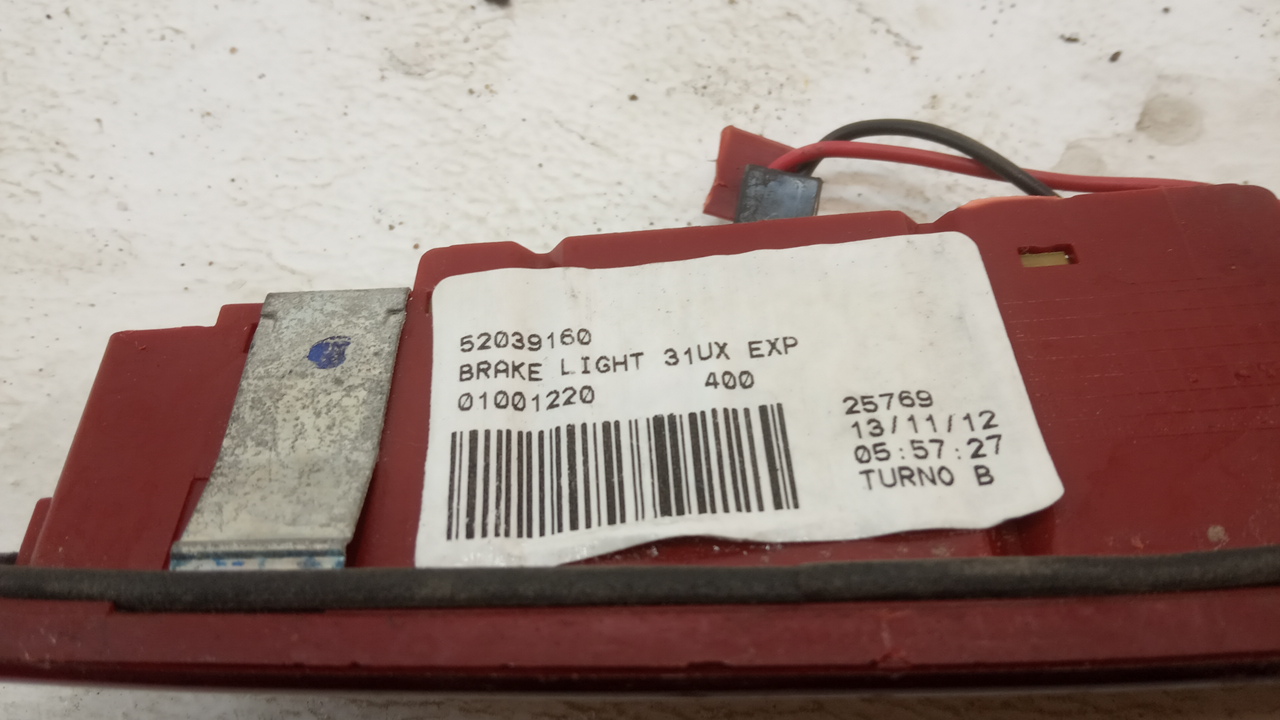 52039160
BRAKE LIGHT 31UX EXP
01001220 400
25769
13/11/12
05:57:27
TURNO B